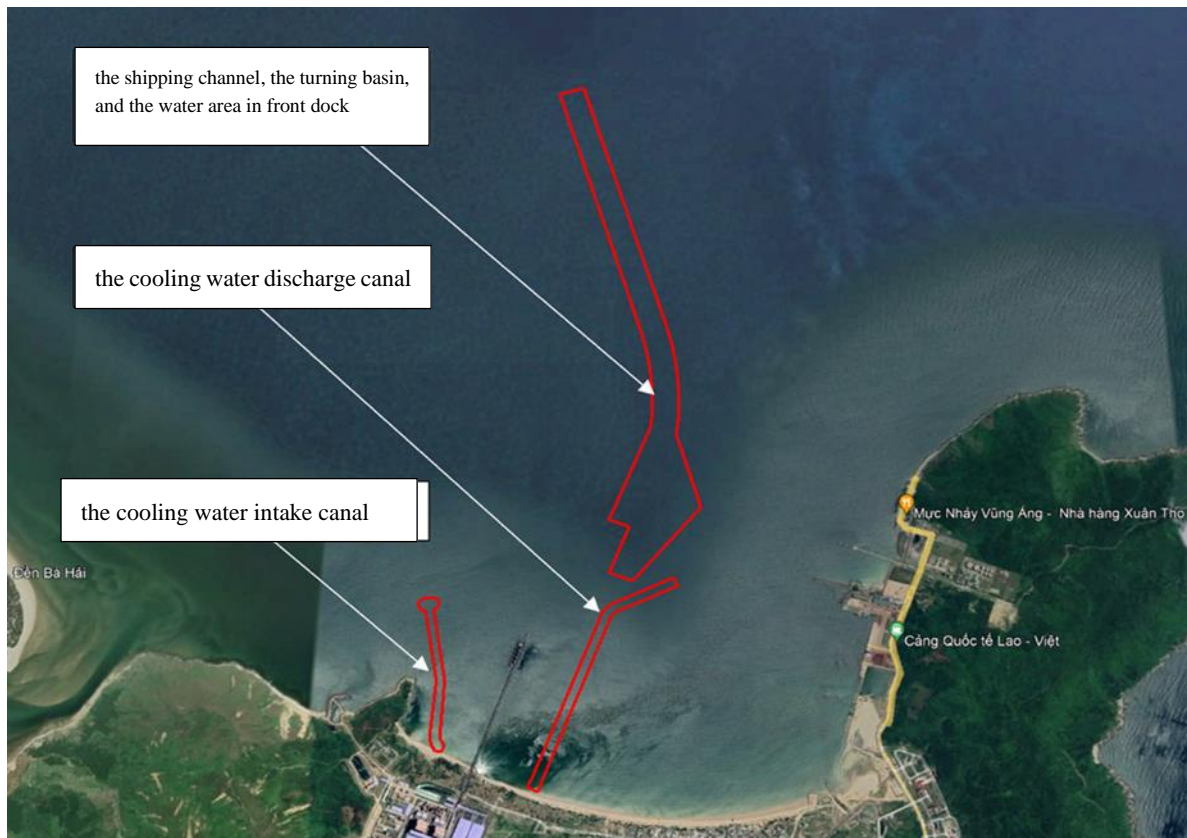 the shipping channel, the turning basin,
and the water area in front dock
the cooling water discharge canal
the cooling water intake canal
Mực Nháy Vũng Áng - Nhà hàng Xuân Thọ
Đền Bà Hải
Cảng Quốc tế Lao - Việt